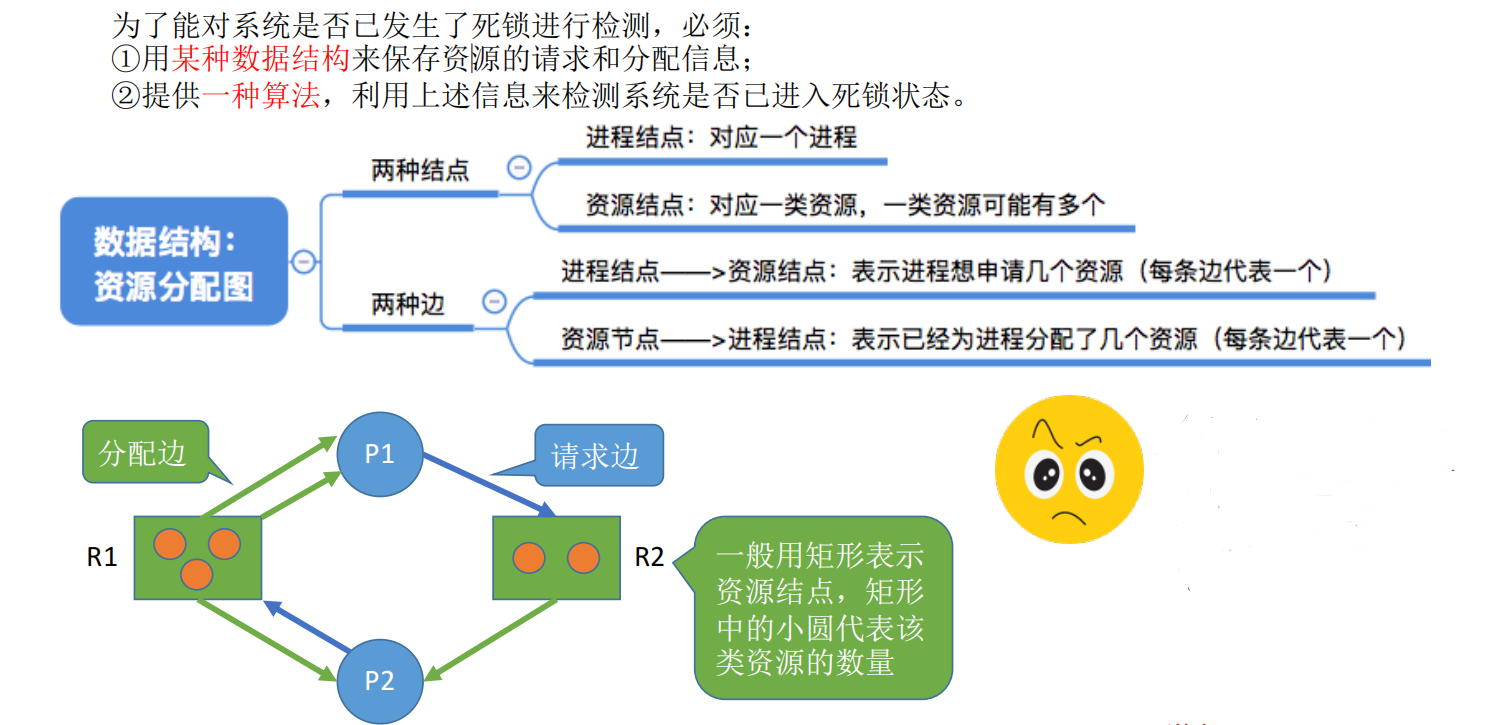 为了能对系统是否已发生了死锁进行检测，必须：
①用某种数据结构来保存资源的请求和分配信息；
②提供一种算法，利用上述信息来检测系统是否已进入死锁状态。
数据结构：
资源分配图
两种结点
进程结点：对应一个进程
资源结点：对应一类资源，一类资源可能有多个
两种边
进程结点——>资源结点：表示进程想申请几个资源（每条边代表一个）
资源节点——>进程结点：表示已经为进程分配了几个资源（每条边代表一个）
分配边
P1
请求边
R1
R2
一般用矩形表示
资源结点，矩形
中的小圆代表该
类资源的数量
P2